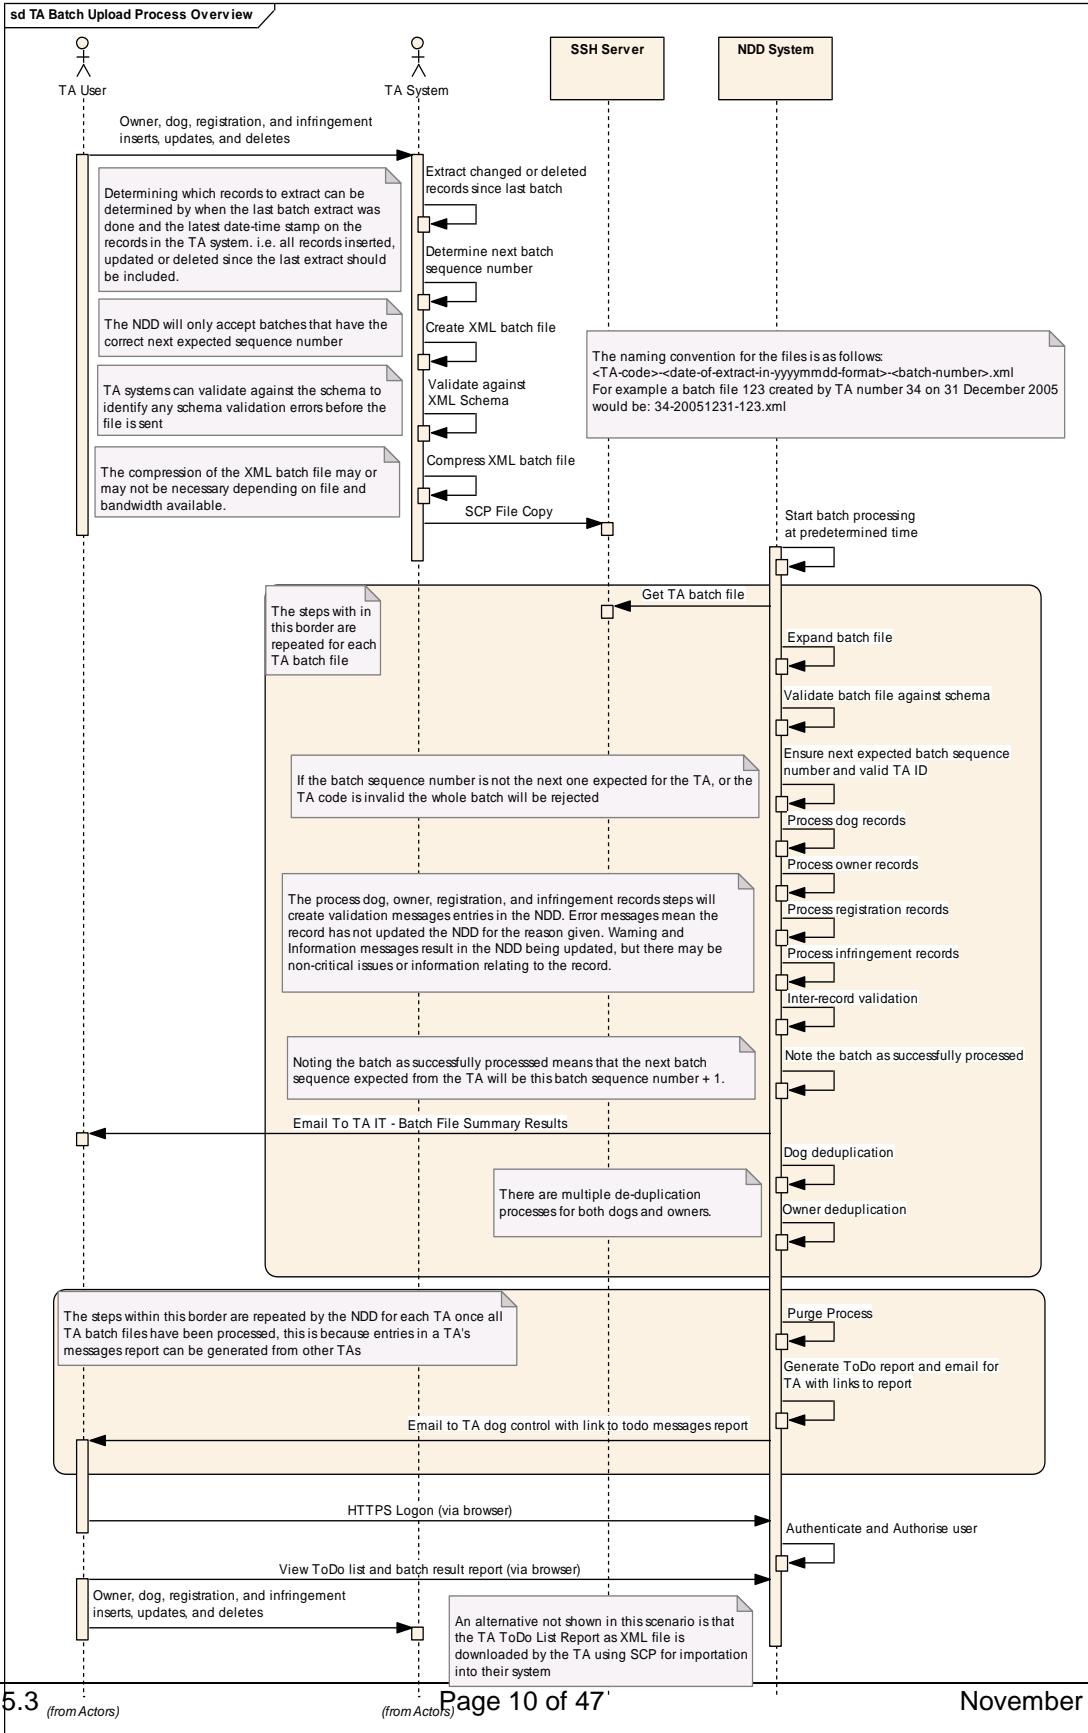 sd TA Batch Upload Process Overview
TA User
TA System
SSH Server
NDD System
Owner, dog, registration, and infringement
inserts, updates, and deletes
Determining which records to extract can be
determined by when the last batch extract was
done and the latest date-time stamp on the
records in the TA system. i.e. all records inserted,
updated or deleted since the last extract should
be included.
Extract changed or deleted
records since last batch
Determine next batch
sequence number
The NDD will only accept batches that have the
correct next expected sequence number
Create XML batch file
The naming convention for the files is as follows:
<TA-code>-<date-of-extract-in-yyyymmdd-format>-<batch-number>.xml
For example a batch file 123 created by TA number 34 on 31 December 2005
would be: 34-20051231-123.xml
TA systems can validate against the schema to
identify any schema validation errors before the
file is sent
Validate against
XML Schema
The compression of the XML batch file may or
may not be necessary depending on file and
bandwidth available.
Compress XML batch file
SCP File Copy
Start batch processing
at predetermined time
Get TA batch file
The steps with in
this border are
repeated for each
TA batch file
Expand batch file
Validate batch file against schema
Ensure next expected batch sequence
number and valid TA ID
If the batch sequence number is not the next one expected for the TA, or the
TA code is invalid the whole batch will be rejected
Process dog records
Process owner records
The process dog, owner, registration, and infringement records steps will
create validation messages entries in the NDD. Error messages mean the
record has not updated the NDD for the reason given. Warning and
Information messages result in the NDD being updated, but there may be
non-critical issues or information relating to the record.
Process registration records
Process infringement records
Inter-record validation
Noting the batch as successfully processsed means that the next batch
sequence expected from the TA will be this batch sequence number + 1.
Note the batch as successfully processed
Email To TA IT - Batch File Summary Results
Dog deduplication
There are multiple de-duplication
processes for both dogs and owners.
Owner deduplication
The steps within this border are repeated by the NDD for each TA once all
TA batch files have been processed, this is because entries in a TA's
messages report can be generated from other TAs
Purge Process
Generate ToDo report and email for
TA with links to report
Email to TA dog control with link to todo messages report
HTTPS Logon (via browser)
Authenticate and Authorise user
View ToDo list and batch result report (via browser)
Owner, dog, registration, and infringement
inserts, updates, and deletes
An alternative not shown in this scenario is that
the TA ToDo List Report as XML file is
downloaded by the TA using SCP for importation
into their system
5.3 (from Actors) (from Actors) Page 10 of 47 November